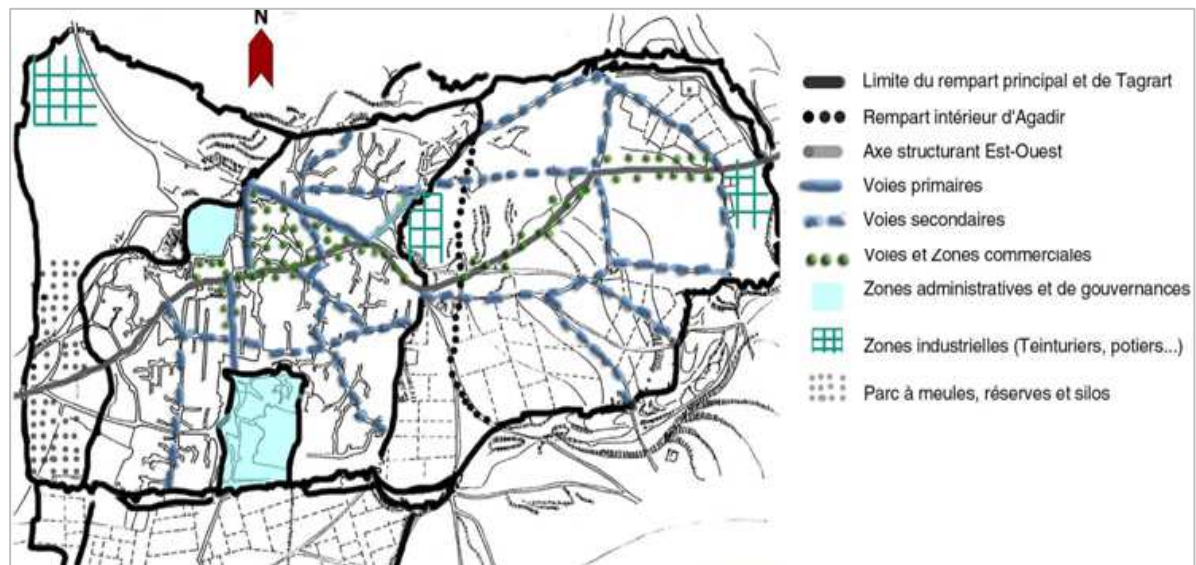 N
Limite du rempart principal et de Tagrart
Rempart intérieur d'Agadir
Axe structurant Est-Ouest
Voies primaires
Voies secondaires
Voies et Zones commerciales
Zones administratives et de gouvernances
Zones industrielles (Teinturiers, potiers...)
Parc à meules, réserves et silos